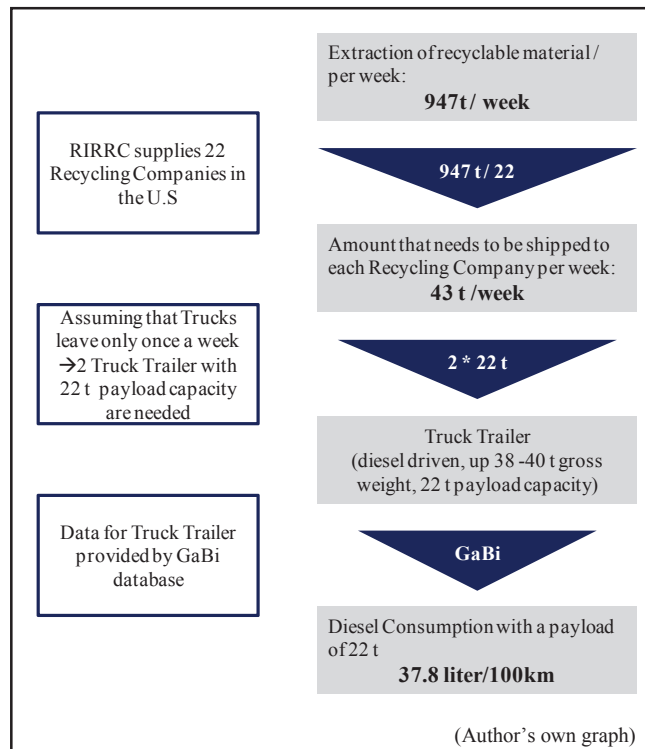 Extraction of recyclable material /
per week:
947t / week
RIRRC supplies 22
Recycling Companies in
the U.S
947 t / 22
Amount that needs to be shipped to
each Recycling Company per week:
43 t /week
Assuming that Trucks
leave only once a week
→2 Truck Trailer with
22 t payload capacity
are needed
2 * 22 t
Truck Trailer
(diesel driven, up 38 -40 t gross
weight, 22 t payload capacity)
Data for Truck Trailer
provided by GaBi
database
GaBi
Diesel Consumption with a payload
of 22 t
37.8 liter/100km
(Author's own graph)